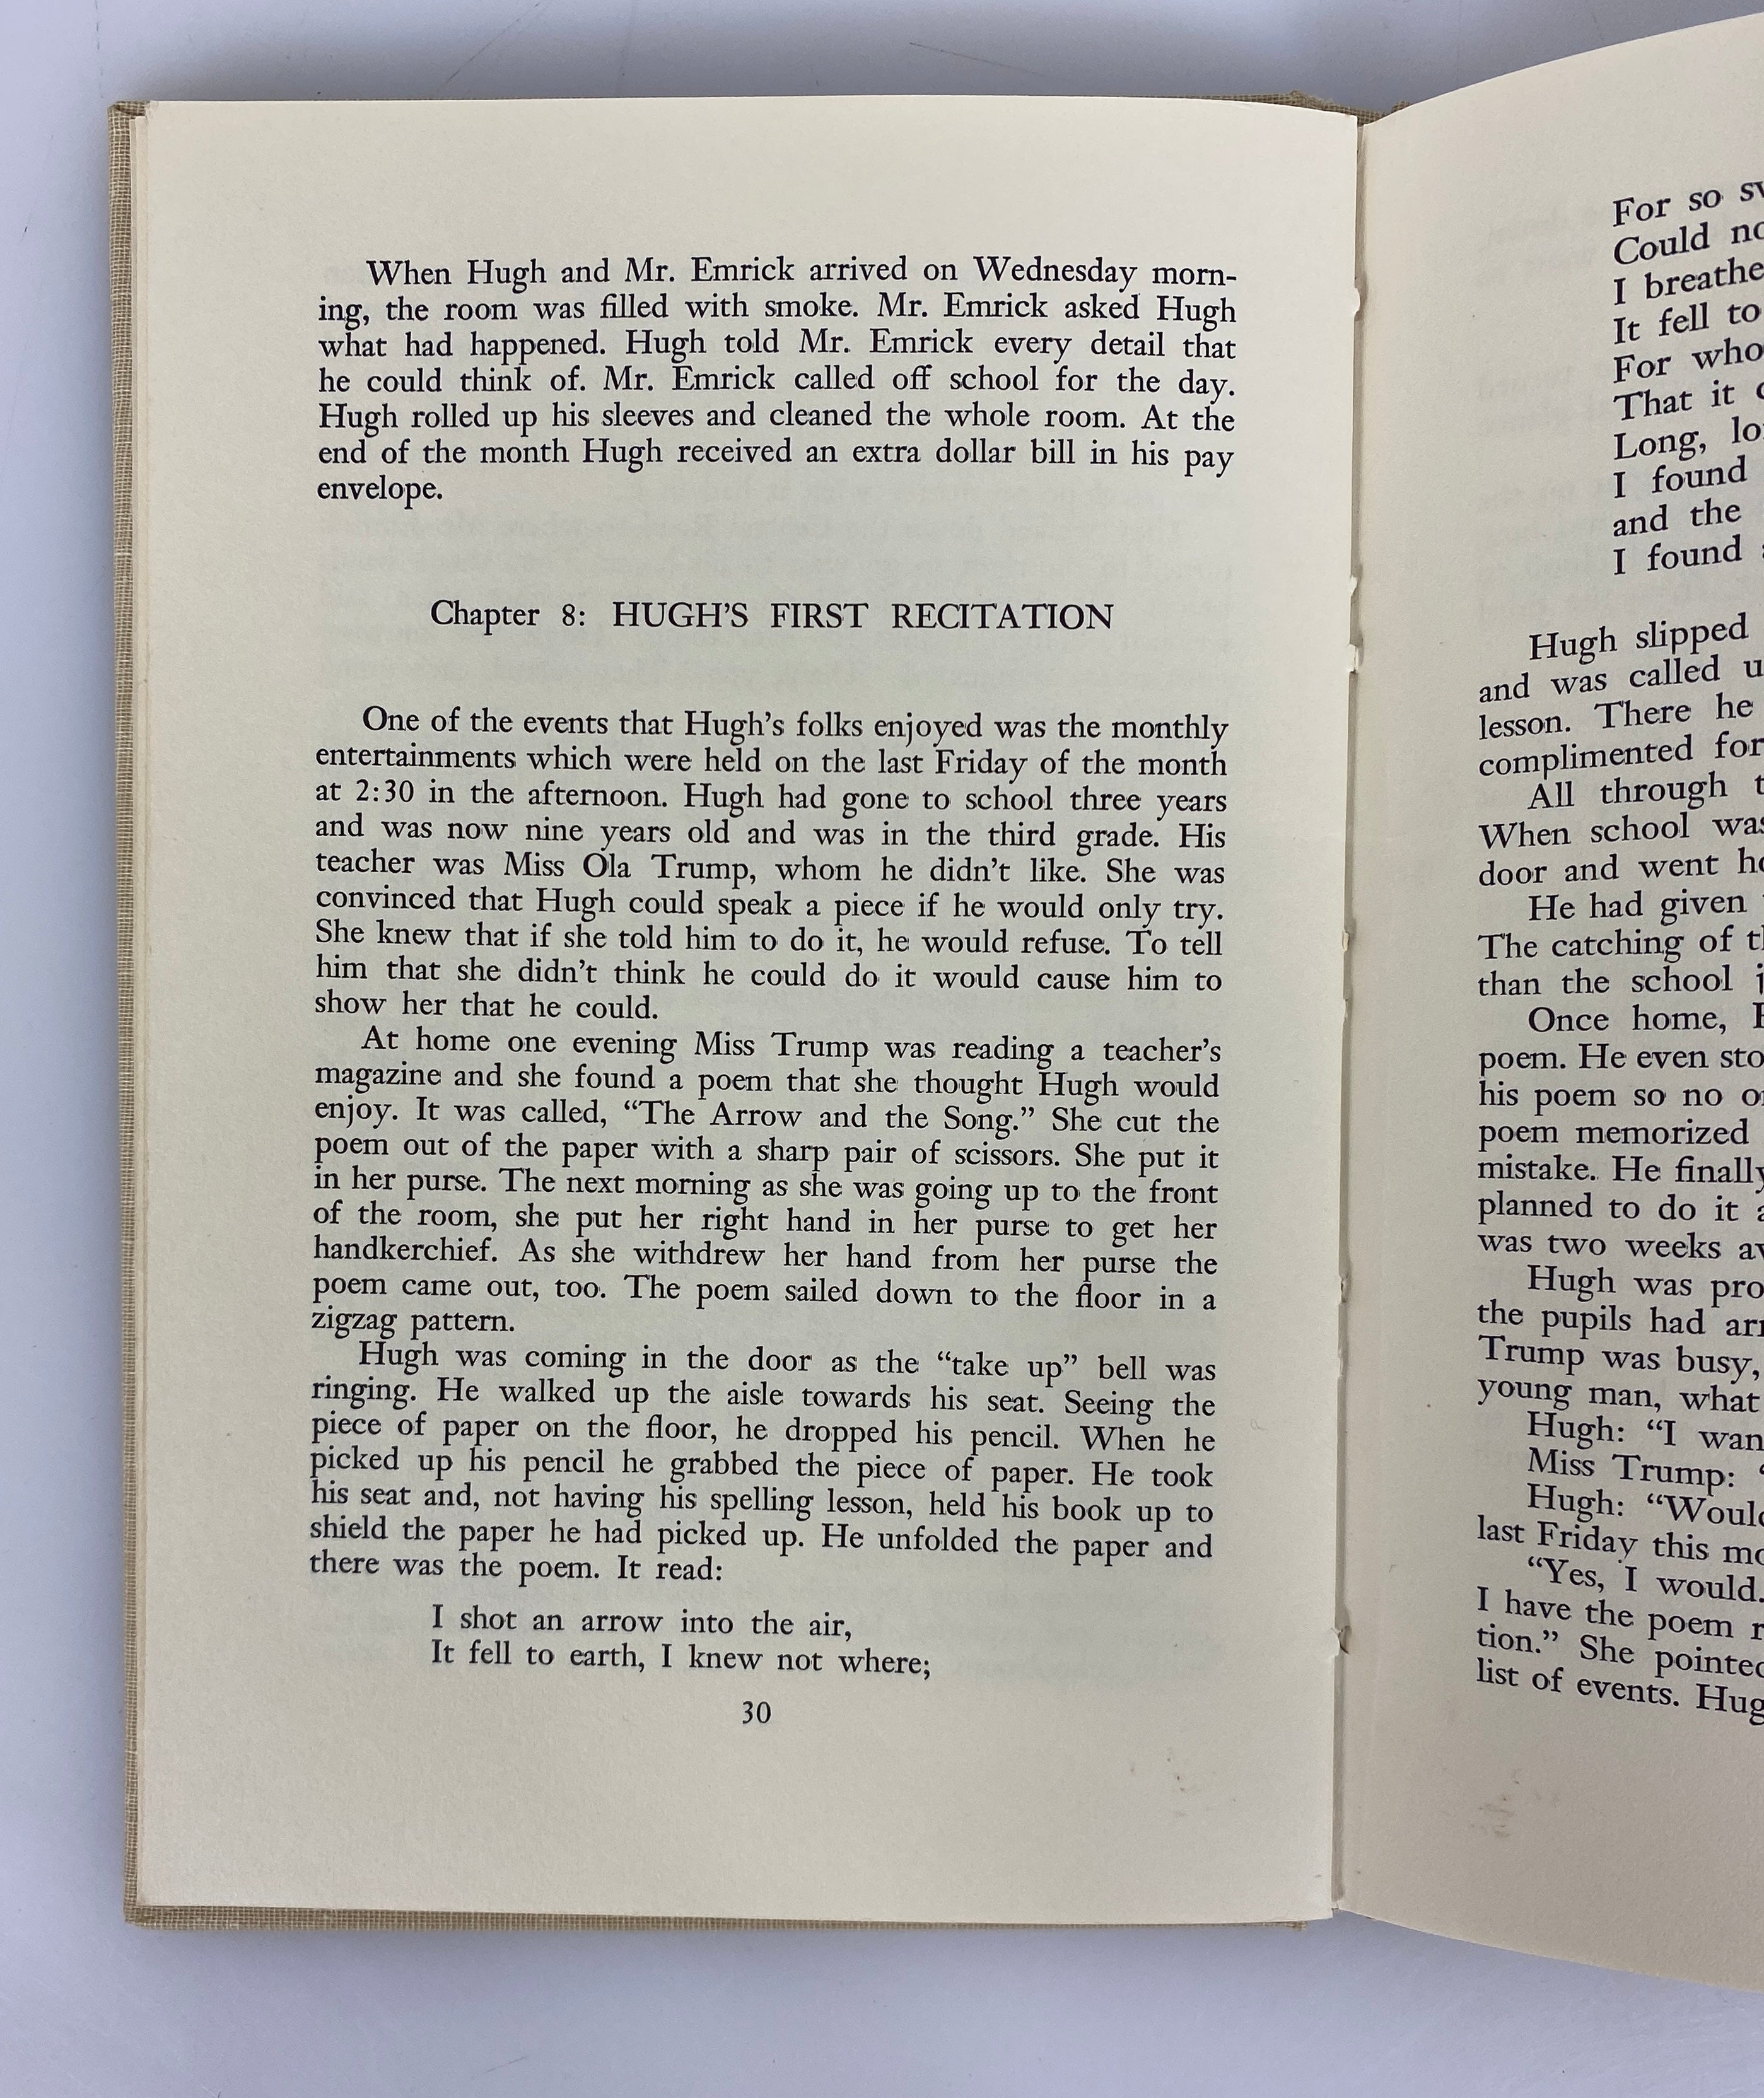 When Hugh and Mr. Emrick arrived on Wednesday morn-
ing, the room was filled with smoke. Mr. Emrick asked Hugh
what had happened. Hugh told Mr. Emrick every detail that
he could think of. Mr. Emrick called off school for the day.
Hugh rolled up his sleeves and cleaned the whole room. At the
end of the month Hugh received an extra dollar bill in his pay
envelope.
Chapter 8: HUGH'S FIRST RECITATION
One of the events that Hugh's folks enjoyed was the monthly
entertainments which were held on the last Friday of the month
at 2:30 in the afternoon. Hugh had gone to school three years
and was now nine years old and was in the third grade. His
teacher was Miss Ola Trump, whom he didn't like. She was
convinced that Hugh could speak a piece if he would only try.
She knew that if she told him to do it, he would refuse. To tell
him that she didn't think he could do it would cause him to
show her that he could.
At home one evening Miss Trump was reading a teacher's
magazine and she found a poem that she thought Hugh would
enjoy. It was called, “The Arrow and the Song.” She cut the
poem out of the paper with a sharp pair of scissors. She put it
in her purse. The next morning as she was going up to the front
of the room, she put her right hand in her purse to get her
handkerchief. As she withdrew her hand from her purse the
poem came out, too. The poem sailed down to the floor in a
zigzag pattern.
Hugh was coming in the door as the “take up” bell was
ringing. He walked up the aisle towards his seat. Seeing the
piece of paper on the floor, he dropped his pencil. When he
picked up his pencil he grabbed the piece of paper. He took
his seat and, not having his spelling lesson, held his book up to
shield the paper he had picked up. He unfolded the paper and
there was the poem. It read:
I shot an arrow into the air,
It fell to earth, I knew not where;
30
For so
Could
I
It fell to
For
That it
Long,
I found
and the
I found
Hugh slipped
and was called
lesson. There he
complimented for
All through
When school was
door and went
He had given
The catching of
than the school
Once home,
poem. He even
his poem so no
poem memorized
mistake. He finally
planned to do it
was two weeks
Hugh was
the pupils had
Trump was busy,
young man, what
Hugh: “I
Miss Trump:
Hugh:
last Friday this
“Yes, I would.
I have the poem
tion.” She
list of events.